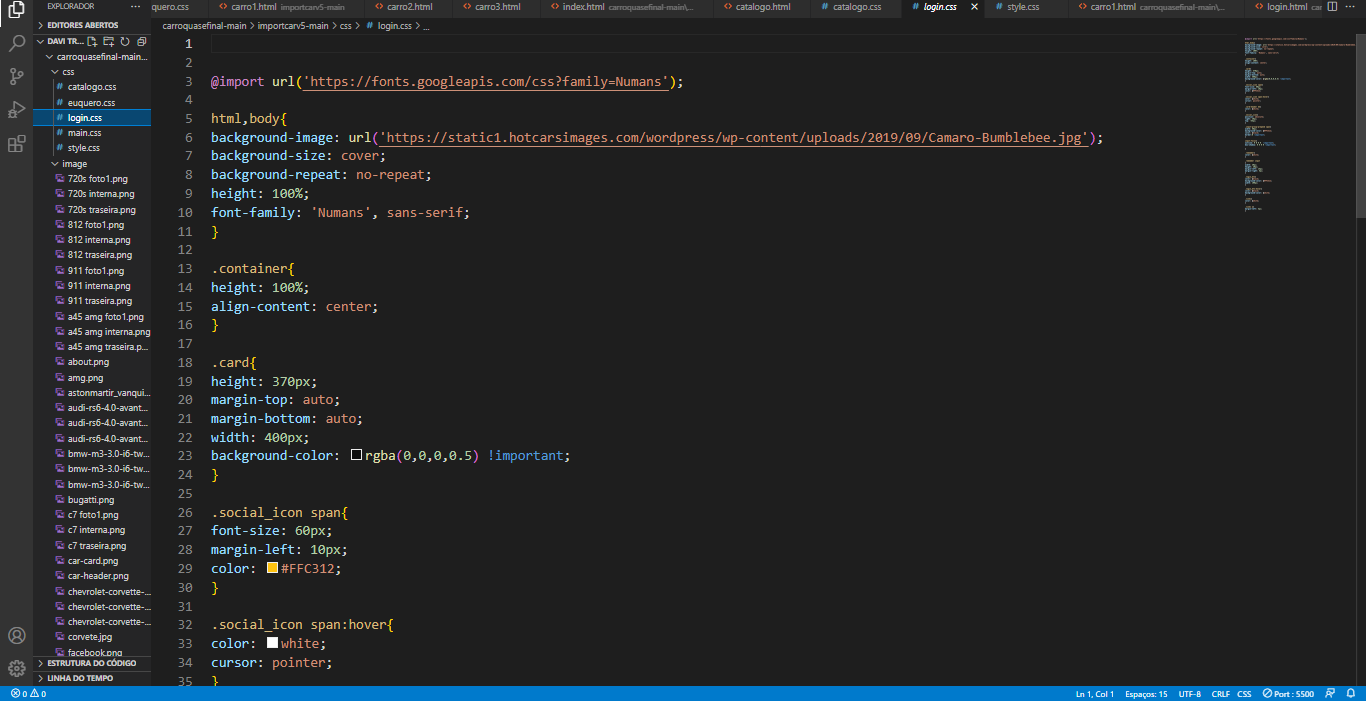 EXPLORADOR ···
EDITORES ABERTOS
DAVI TR...
carroquasefinal-main...
css
catalogo.css
euquero.css
login.css
main.css
style.css
image
720s foto1.png
720s interna.png
720s traseira.png
812 foto1.png
812 interna.png
812 traseira.png
911 foto1.png
911 interna.png
911 traseira.png
a45 amg foto1.png
a45 amg interna.png
a45 amg traseira.p...
about.png
amg.png
astonmartir_vanqui...
audi-rs6-4.0-avant...
audi-rs6-4.0-avant...
audi-rs6-4.0-avant...
bmw-m3-3.0-i6-tw...
bmw-m3-3.0-i6-tw...
bmw-m3-3.0-i6-tw...
bugatti.png
c7 foto1.png
c7 interna.png
c7 traseira.png
car-card.png
car-header.png
chevrolet-corvette-...
chevrolet-corvette-...
chevrolet-corvette-...
corvete.jpg
facebook.png
ESTRUTURA DO CÓDIGO
LINHA DO TEMPO
quero.css
carro1.html importcarv5-main
carro2.html
carro3.html
index.html carroquasefinal-main\...
catalogo.html
catalogo.css
login.css
style.css
carro1.html carroquasefinal-main\...
login.html car
carroquasefinal-main > importcarv5-main > css > # login.css > ...
1
2
3 @import url('https://fonts.googleapis.com/css?family=Numans');
4
5 html,body{
6 background-image: url('https://static1.hotcarsimages.com/wordpress/wp-content/uploads/2019/09/Camaro-Bumblebee.jpg');
7 background-size: cover;
8 background-repeat: no-repeat;
9 height: 100%;
10 font-family: 'Numans', sans-serif;
11 }
12
13 .container{
14 height: 100%;
15 align-content: center;
16 }
17
18 .card{
19 height: 370px;
20 margin-top: auto;
21 margin-bottom: auto;
22 width: 400px;
23 background-color: rgba(0,0,0,0.5) !important;
24 }
25
26 .social_icon span{
27 font-size: 60px;
28 margin-left: 10px;
29 color: #FFC312;
30 }
31
32 .social_icon span:hover{
33 color: white;
34 cursor: pointer;
35 }
0 0
Ln 1, Col 1 Espaços: 15 UTF-8 CRLF CSS Port : 5500